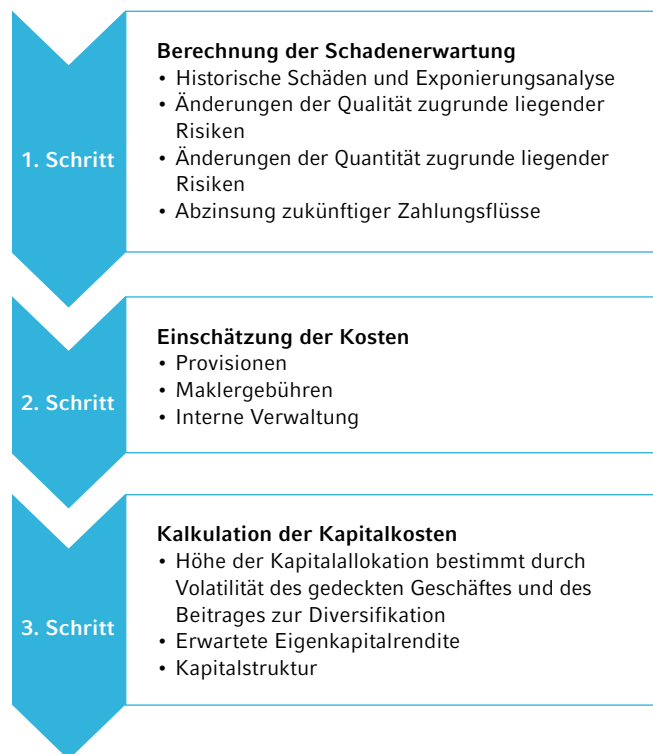 1. Schritt
Berechnung der Schadenerwartung
• Historische Schäden und Exponierungsanalyse
• Änderungen der Qualität zugrunde liegender
Risiken
• Änderungen der Quantität zugrunde liegender
Risiken
• Abzinsung zukünftiger Zahlungsflüsse
2. Schritt
Einschätzung der Kosten
• Provisionen
• Maklergebühren
• Interne Verwaltung
3. Schritt
Kalkulation der Kapitalkosten
• Höhe der Kapitalallokation bestimmt durch
Volatilität des gedeckten Geschäftes und des
Beitrages zur Diversifikation
• Erwartete Eigenkapitalrendite
• Kapitalstruktur